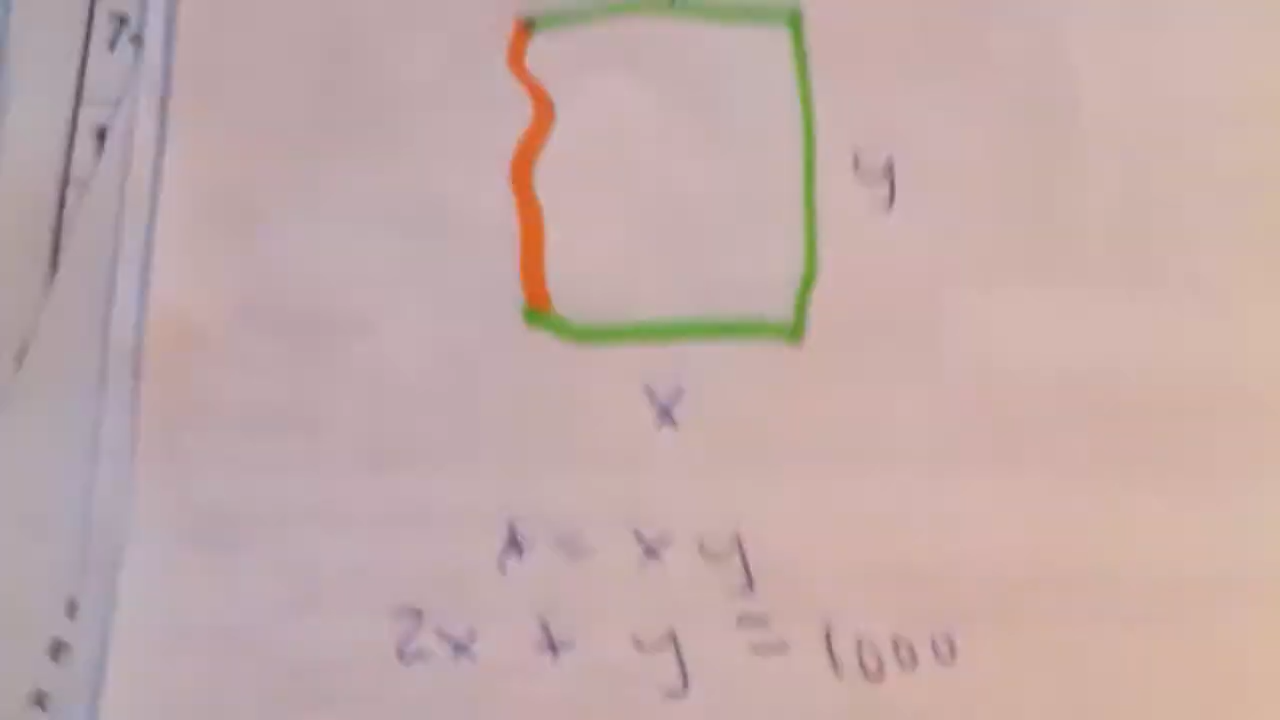 y
x
A = xy
2x + y = 1000